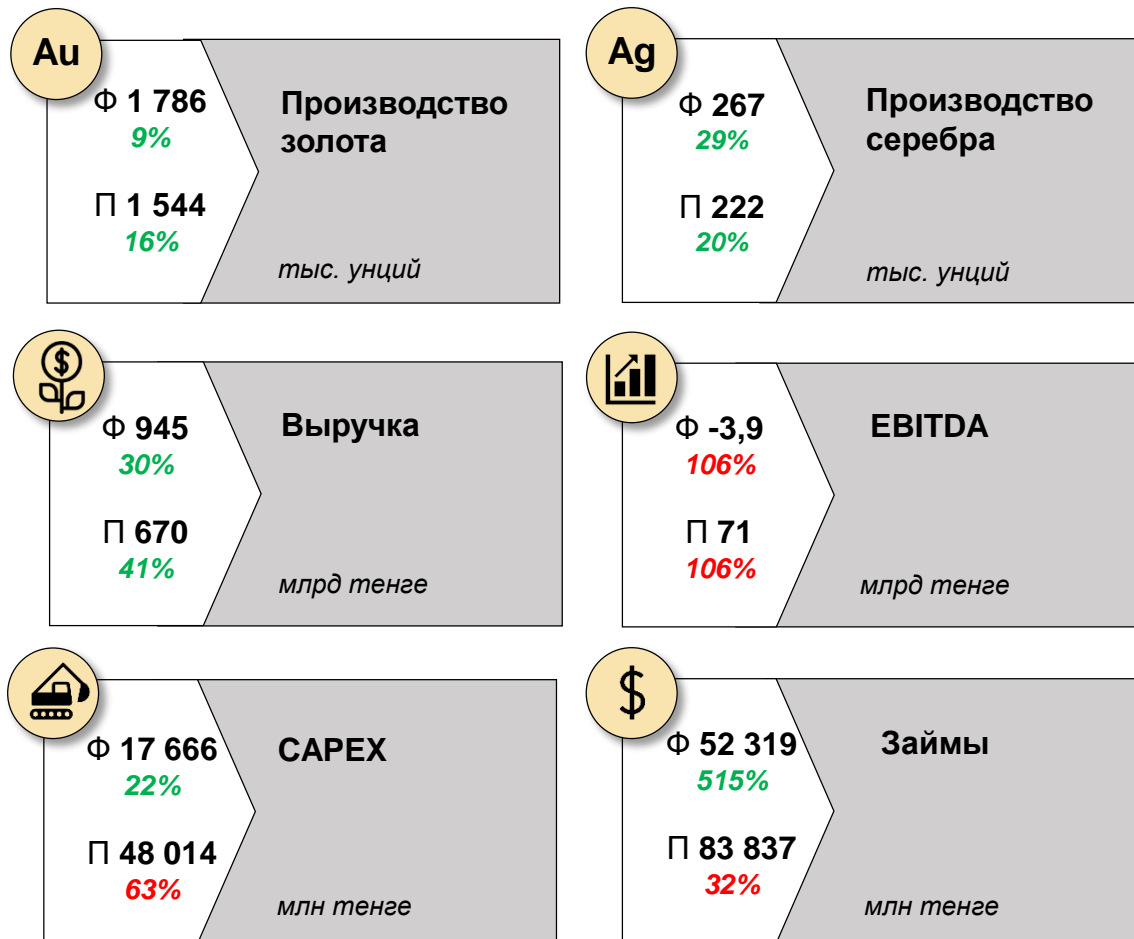 Au
Ф 1 786
9%
П 1 544
16%
Производство
золота
тыс. унций
Ag
Ф 267
29%
П 222
20%
Производство
серебра
тыс. унций
$
Ф 945
30%
П 670
41%
Выручка
млрд тенге
Ф -3,9
106%
П 71
106%
EBITDA
млрд тенге
Ф 17 666
22%
П 48 014
63%
CAPEX
млн тенге
$
Ф 52 319
515%
П 83 837
32%
Займы
млн тенге